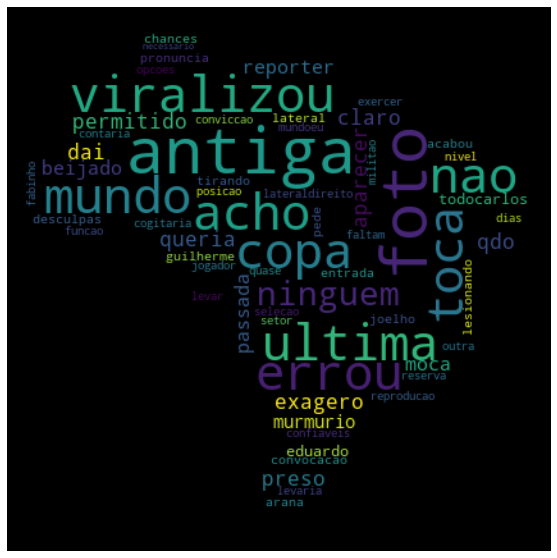 chances
necessario
pronuncia
opcoes
reporter
viralizou
exercer
permitido
conviccao
lateral
claro
contaria
mundoeu
antiga
foto
dai
acabou
nivel
beijado
tirando
aparecer
militao
nao
fabinho
mundo
posicao
lateraldireito
todocarlos
acho
desculpas
cogitaria
pede
toca
dias
funcao
queria
copa
faltam
qdo
guilherme
jogador
quase
entrada
lesionando
passada
levar
selecao
ninguem
setor
joelho
ultima
outra
moca
errou
reserva
exagero
reproducao
murmurio
confiaveis
eduardo
convocacao
preso
levaria
arana